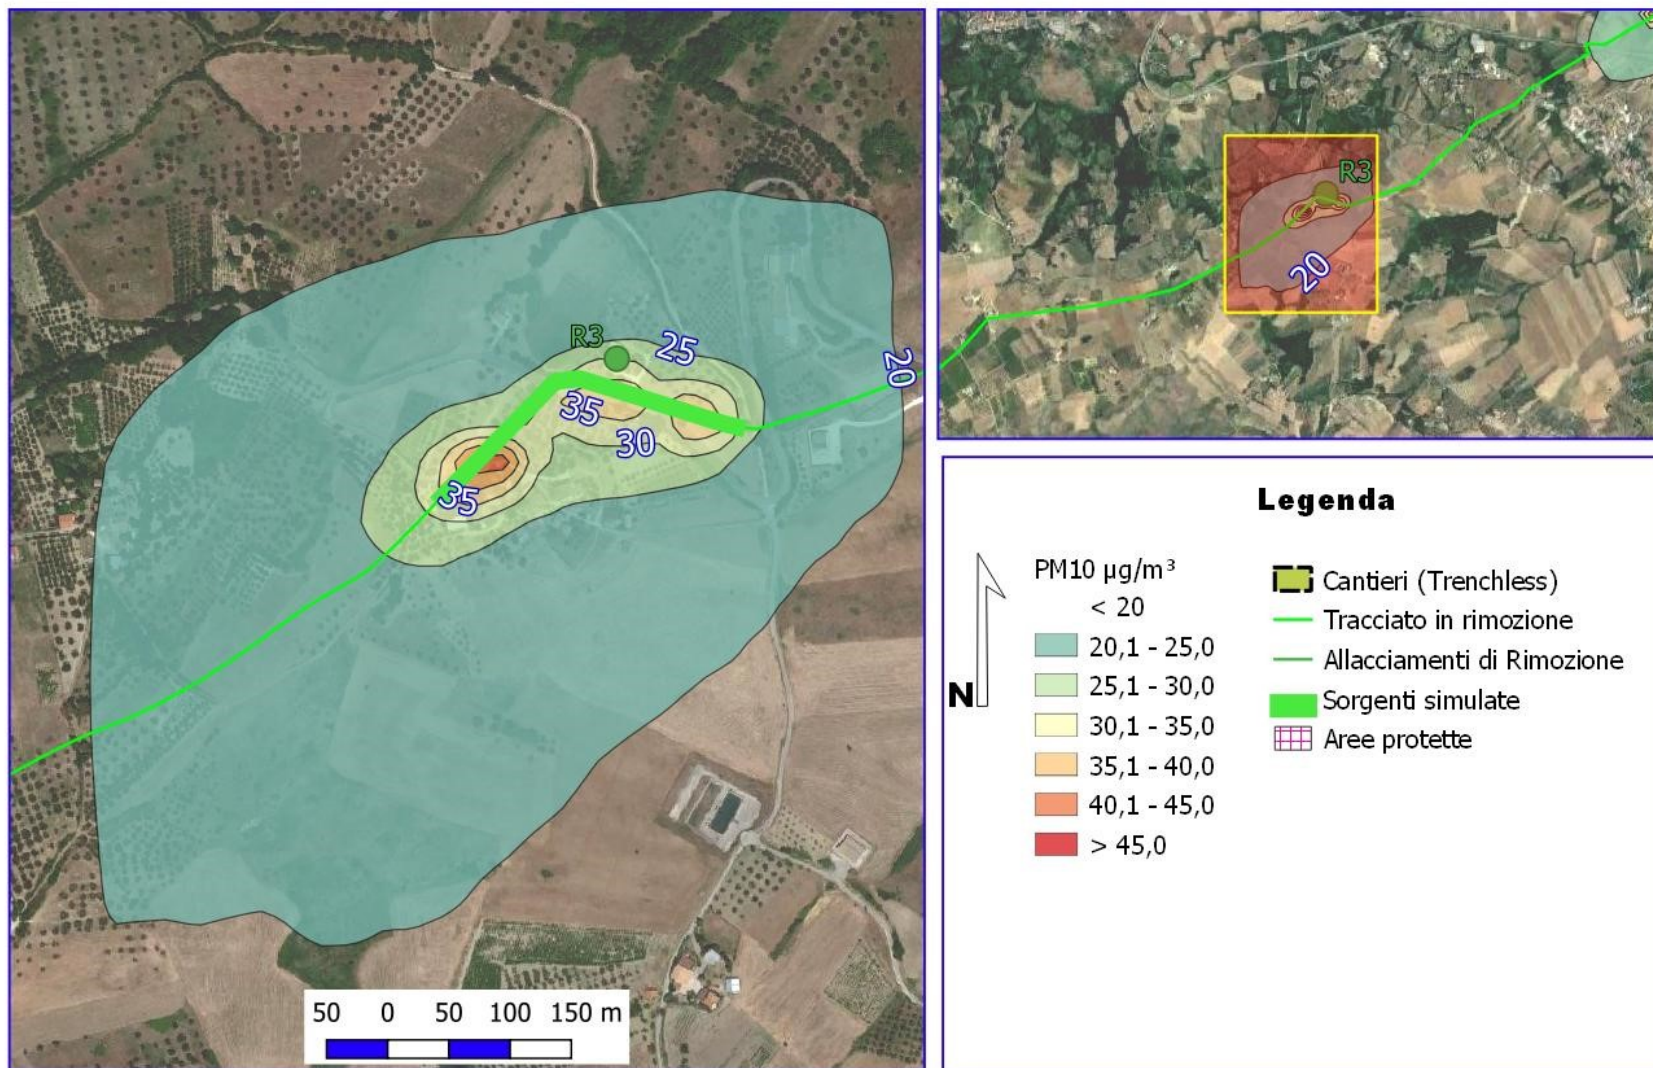 R3
25
20
35
30
35
50 0 50 100 150 m
R3
20
Legenda
N
PM10 µg/m³
< 20
20,1 - 25,0
25,1 - 30,0
30,1 - 35,0
35,1 - 40,0
40,1 - 45,0
> 45,0
Cantieri (Trenchless)
Tracciato in rimozione
Allacciamenti di Rimozione
Sorgenti simulate
Aree protette